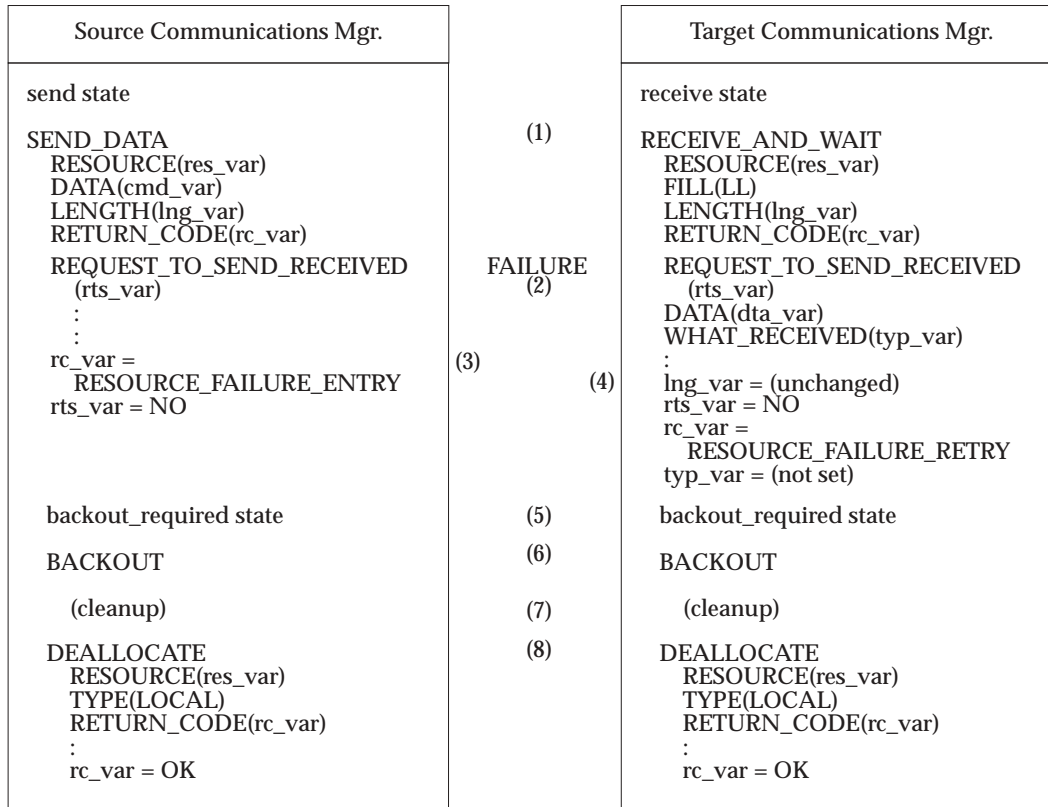 Source Communications Mgr.
send state
SEND_DATA
RESOURCE(res_var)
DATA(cmd_var)
LENGTH(lng_var)
RETURN_CODE(rc_var)
REQUEST_TO_SEND_RECEIVED
(rts_var)
:
:
rc_var =
RESOURCE_FAILURE_ENTRY
rts_var = NO
backout_required state
BACKOUT
(cleanup)
DEALLOCATE
RESOURCE(res_var)
TYPE(LOCAL)
RETURN_CODE(rc_var)
:
rc_var = OK
(1)
FAILURE
(2)
(3)
(4)
(5)
(6)
(7)
(8)
Target Communications Mgr.
receive state
RECEIVE_AND_WAIT
RESOURCE(res_var)
FILL(LL)
LENGTH(lng_var)
RETURN_CODE(rc_var)
REQUEST_TO_SEND_RECEIVED
(rts_var)
DATA(dta_var)
WHAT_RECEIVED(typ_var)
:
lng_var = (unchanged)
rts_var = NO
rc_var =
RESOURCE_FAILURE_RETRY
typ_var = (not set)
backout_required state
BACKOUT
(cleanup)
DEALLOCATE
RESOURCE(res_var)
TYPE(LOCAL)
RETURN_CODE(rc_var)
:
rc_var = OK